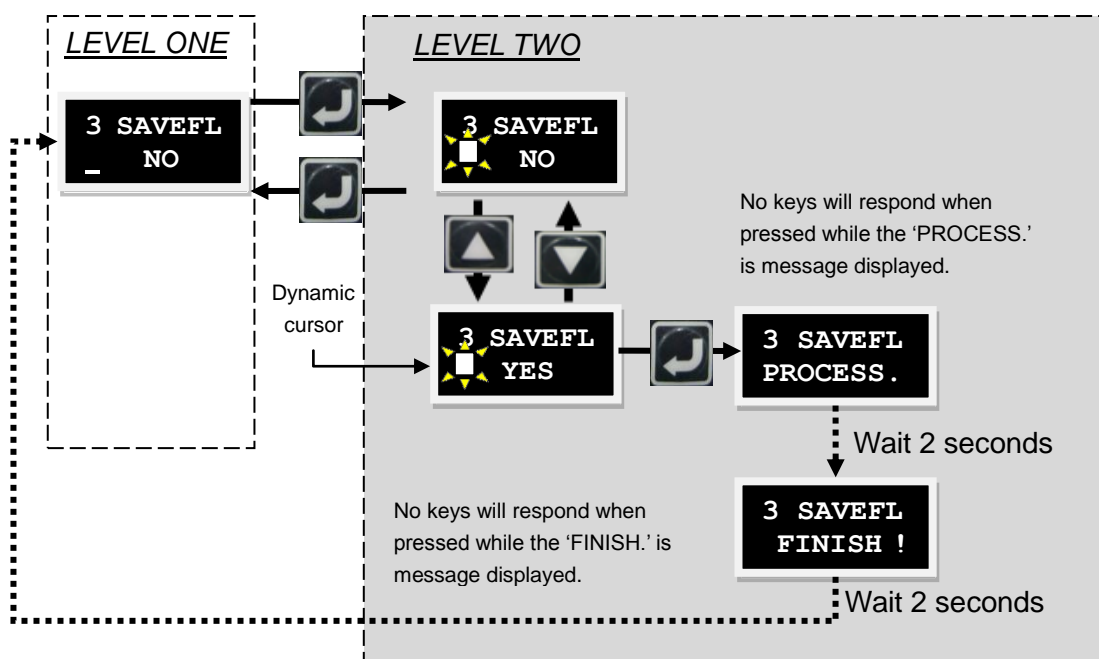 LEVEL ONE
LEVEL TWO
3 SAVEFL
_ NO
3 SAVEFL
NO
No keys will respond when
pressed while the ‘PROCESS.’
is message displayed.
Dynamic
cursor
3 SAVEFL
YES
3 SAVEFL
PROCESS.
Wait 2 seconds
No keys will respond when
pressed while the ‘FINISH.’ is
message displayed.
3 SAVEFL
FINISH !
Wait 2 seconds